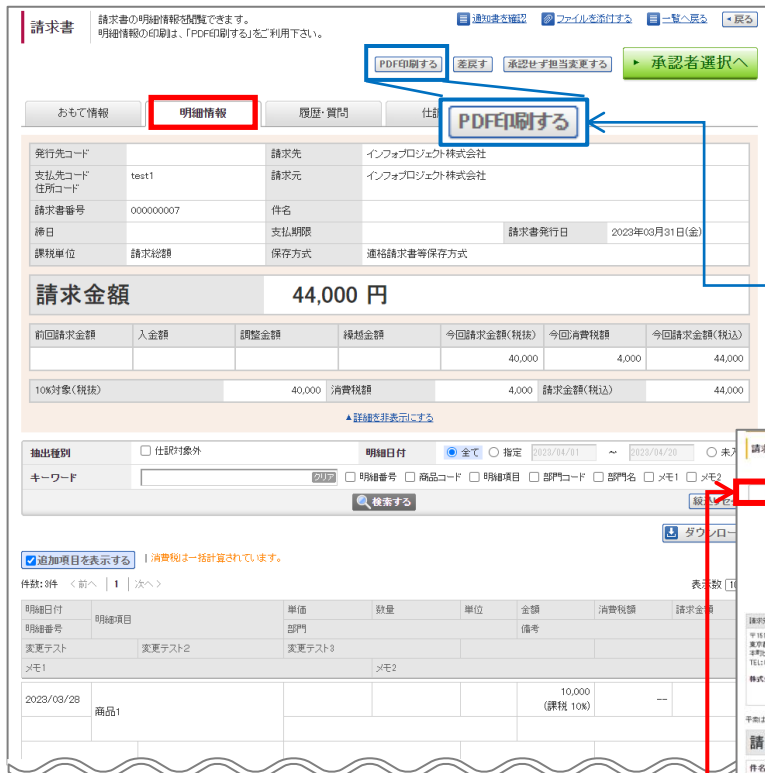 請求書
請求書の明細情報を閲覧できます。
明細情報の印刷は、「PDF印刷する」をご利用下さい。
通知書を確認 ファイルを添付する 一覧へ戻る 戻る
PDF印刷する 差戻す 承認せず担当変更する 承認者選択へ
おもて情報 明細情報 履歴・質問 仕訳
PDF印刷する
発行先コード 請求先 インフォプロジェクト株式会社
支払先コード test1 請求元 インフォプロジェクト株式会社
住所コード
請求書番号 000000007 件名
締日 支払期限 請求書発行日 2023年03月31日(金)
課税単位 請求総額 保存方式 適格請求書等保存方式
請求金額 44,000 円
前回請求金額 入金額 調整金額 繰越金額 今回請求金額(税抜) 今回消費税額 今回請求金額(税込)
40,000 4,000 44,000
10%対象(税抜) 40,000 消費税額 4,000 請求金額(税込) 44,000
▲詳細を非表示にする
抽出種別 仕訳対象外 明細日付 全て 指定 2023/04/01 ~ 2023/04/20 未入
キーワード クリア 明細番号 商品コード 明細項目 部門コード 部門名 メモ1 メモ2
検索する
ダウンロー
追加項目を表示する 消費税は一括計算されています。
件数:3件 <前へ | 1 | 次へ> 表示数 10
明細日付 明細項目 単価 数量 単位 金額 消費税額 請求金額
明細番号 部門 備考
変更テスト 変更テスト2 変更テスト3
メモ1 メモ2
2023/03/28 商品1 10,000 --
(課税 10%)
請求
件名